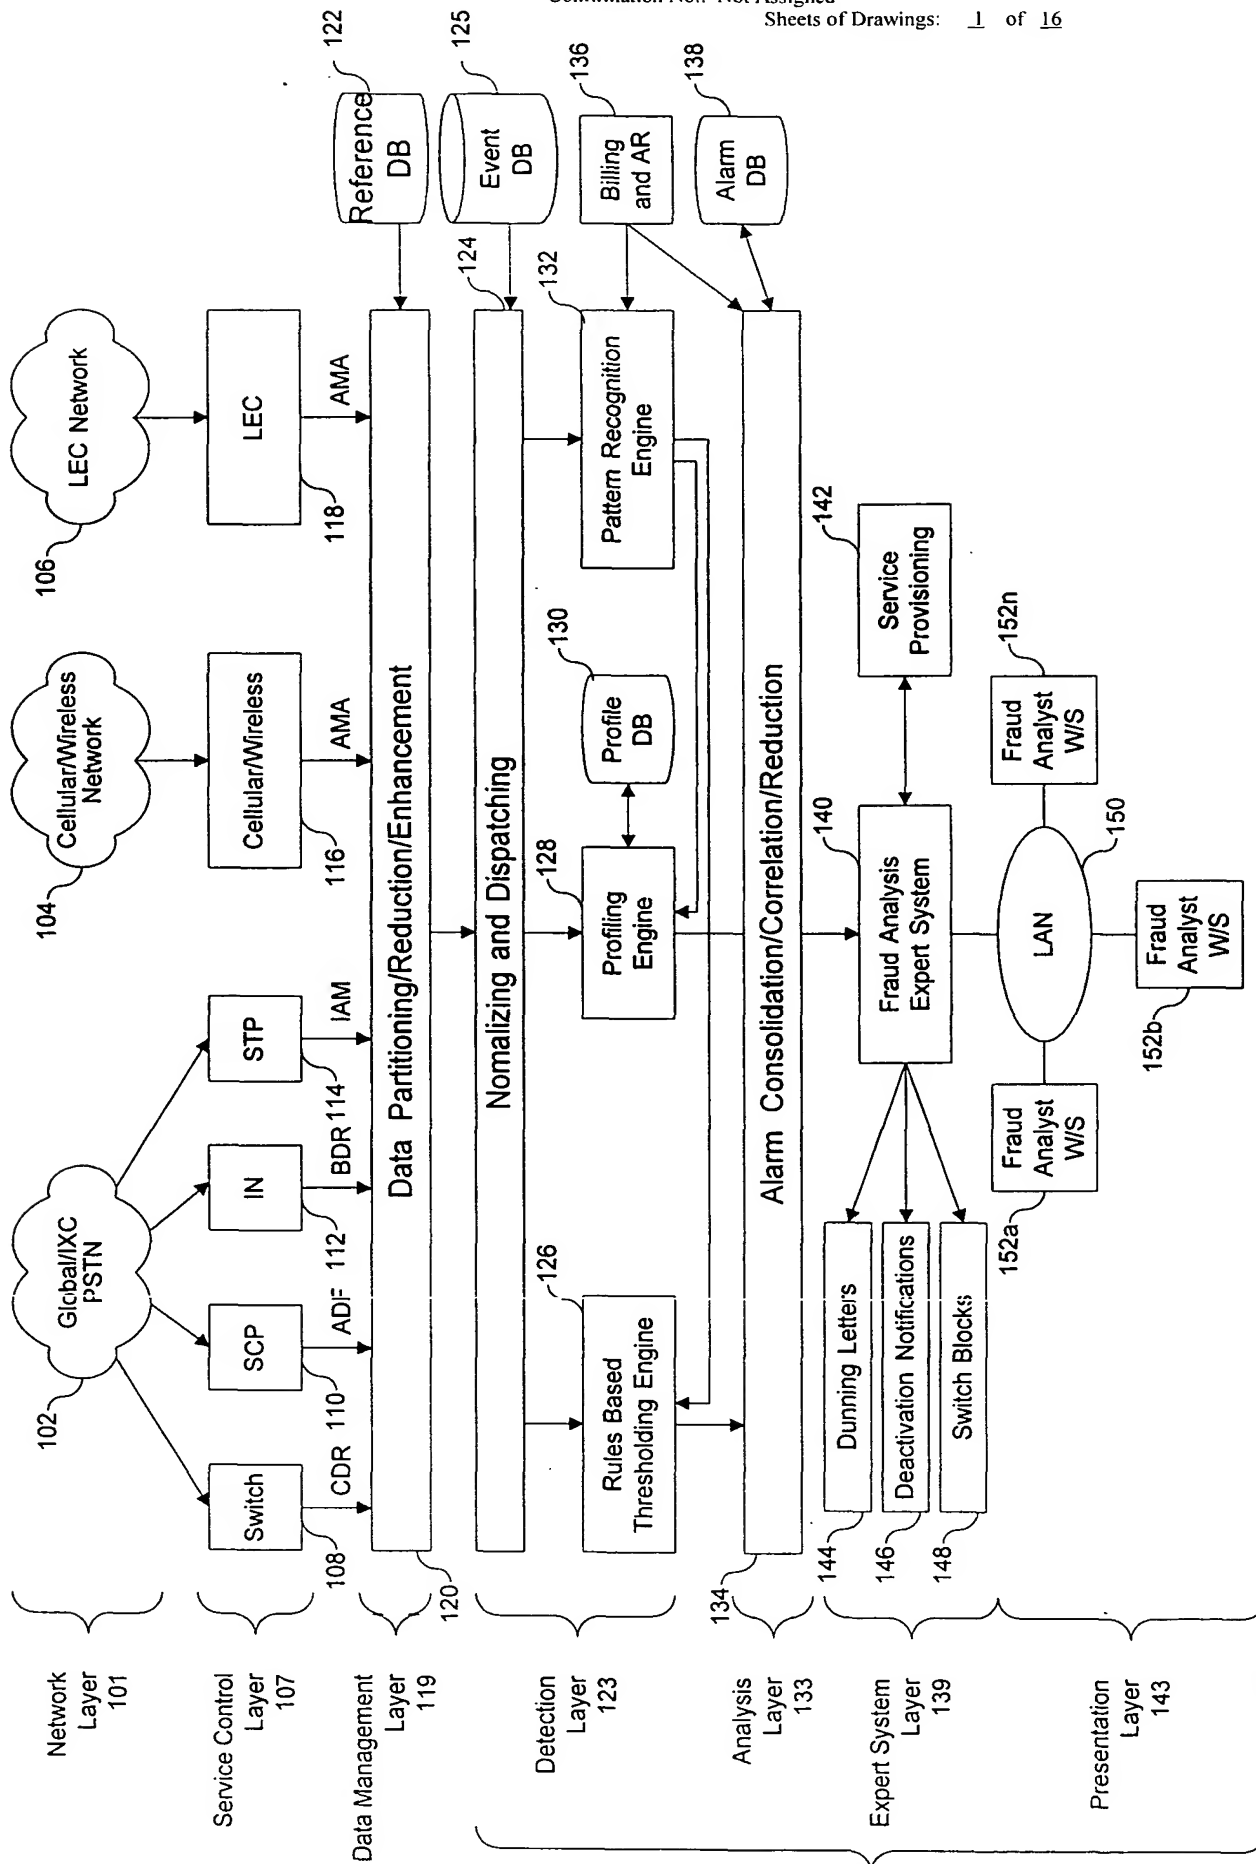 Sheets of Drawings: 1 of 16
Network
Layer
101
Global/IXC
PSTN
102
Cellular/Wireless
Network
104
LEC Network
106
Service Control
Layer
107
Switch
108
CDR
SCP
110
ADF
IN
112
BDR
STP
114
IAM
Cellular/Wireless
116
AMA
LEC
118
AMA
Data Management
Layer
119
Data Partitioning/Reduction/Enhancement
120
Reference
DB
122
Detection
Layer
123
Nomalizing and Dispatching
124
Event
DB
125
Rules Based
Thresholding Engine
126
Profiling
Engine
128
Profile
DB
130
Pattern Recognition
Engine
132
Billing
and AR
136
Analysis
Layer
133
Alarm Consolidation/Correlation/Reduction
134
Alarm
DB
138
Expert System
Layer
139
Dunning Letters
144
Deactivation Notifications
146
Switch Blocks
148
Fraud Analysis
Expert System
140
Service
Provisioning
142
Presentation
Layer
143
Fraud
Analyst
W/S
152a
LAN
150
Fraud
Analyst
W/S
152b
Fraud
Analyst
W/S
152n